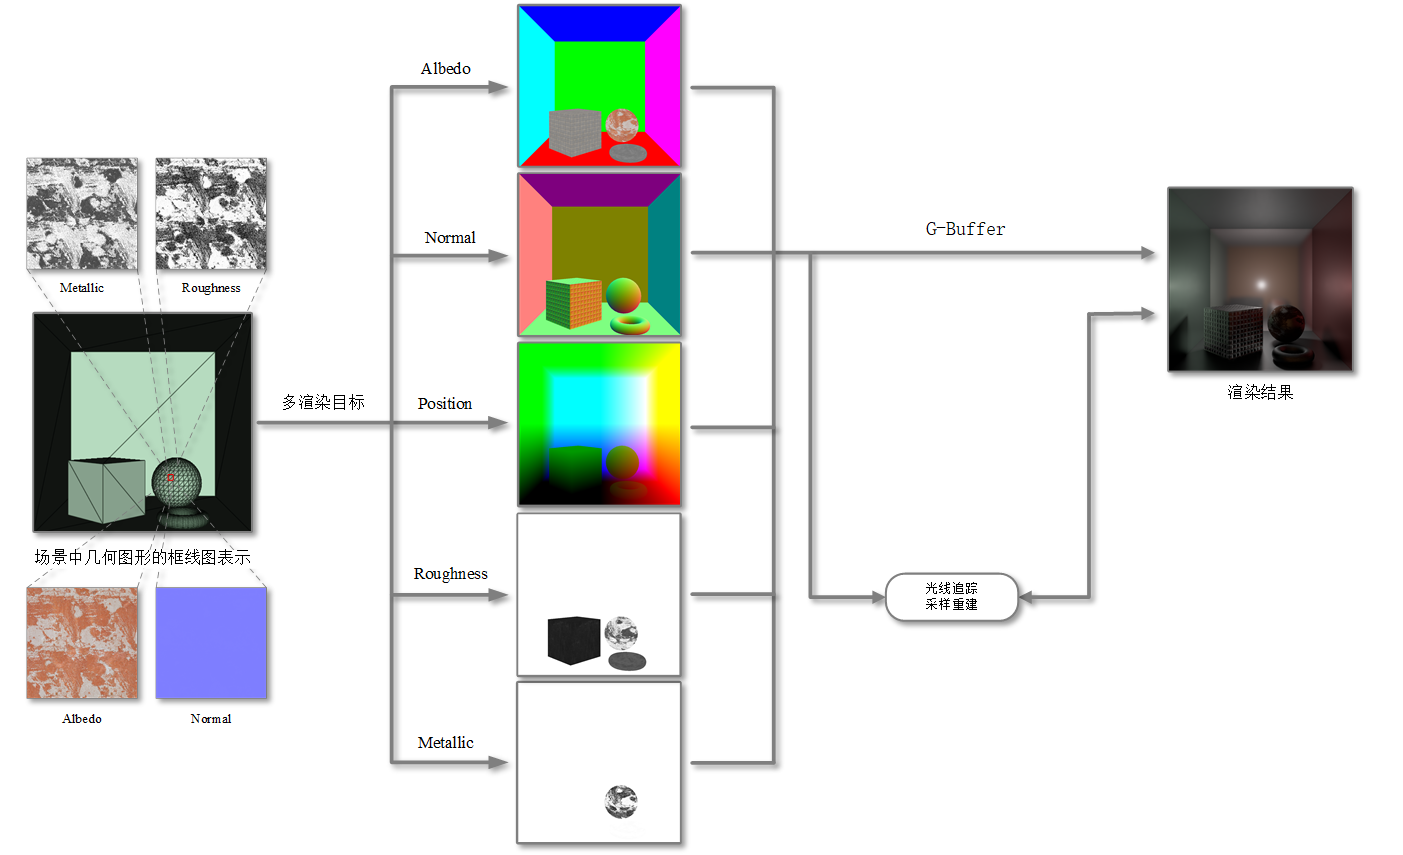 Metallic
Roughness
场景中几何图形的框线图表示
Albedo
Normal
多渲染目标
Albedo
Normal
Position
Roughness
Metallic
G-Buffer
光线追踪
采样重建
渲染结果